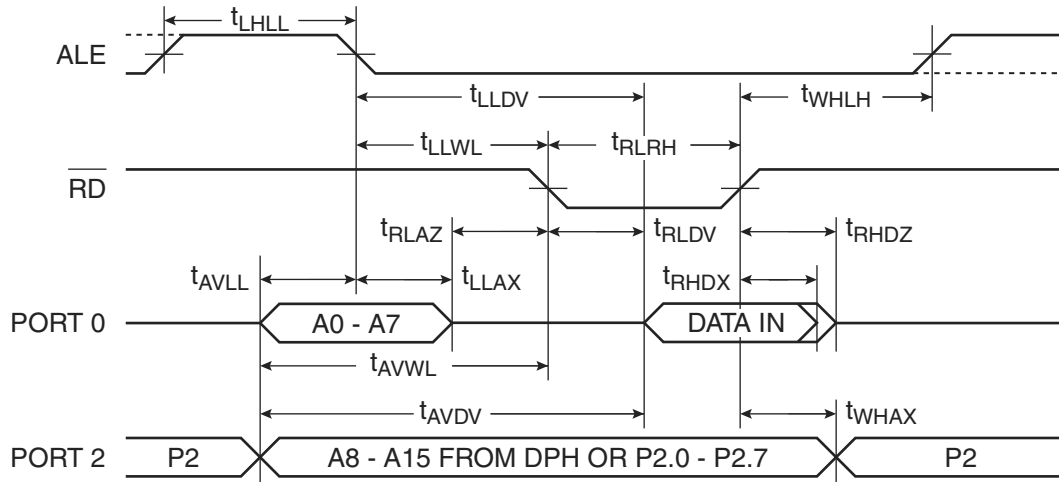 tLHLL
ALE
tLLDV
tWHLH
tLLWL
tRLRH
RD
tRLAZ
tRLDV
tRHDZ
tAVLL
tLLAX
tRHDX
PORT 0
A0 - A7
DATA IN
tAVWL
tAVDV
tWHAX
PORT 2
P2
A8 - A15 FROM DPH OR P2.0 - P2.7
P2